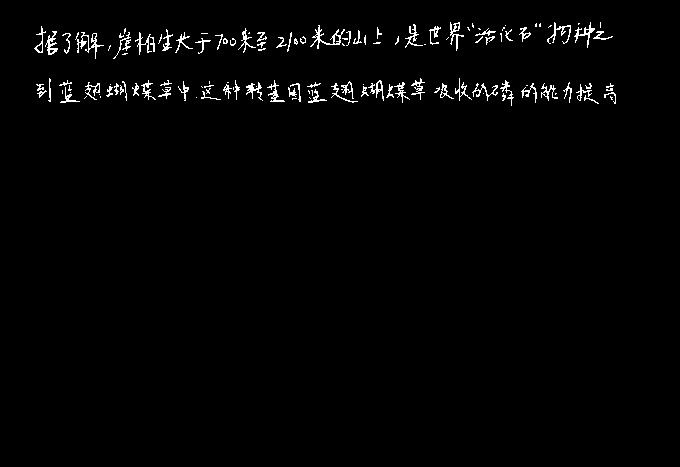 据了解,崖柏生长于700米至2100米的山上,是世界“活化石“物种之
到蓝翅蝴蝶草中这种转基因蓝翅蝴蝶草吸收的磷的能力提高